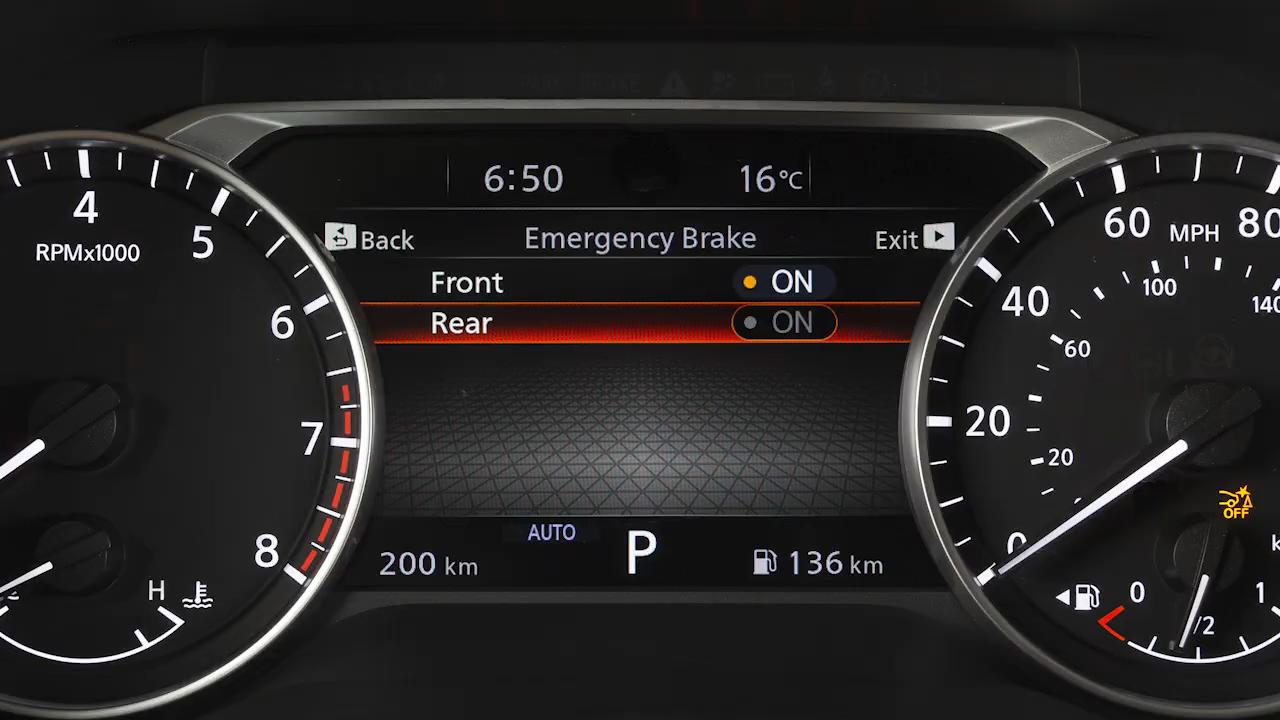 6:50
16°C
Back
Emergency Brake
Exit
Front
ON
Rear
ON
AUTO
P
200 km
136 km
4
5
6
7
8
RPMx1000
H
60
80
MPH
40
20
0
140
100
60
20
OFF
0
1/2
1